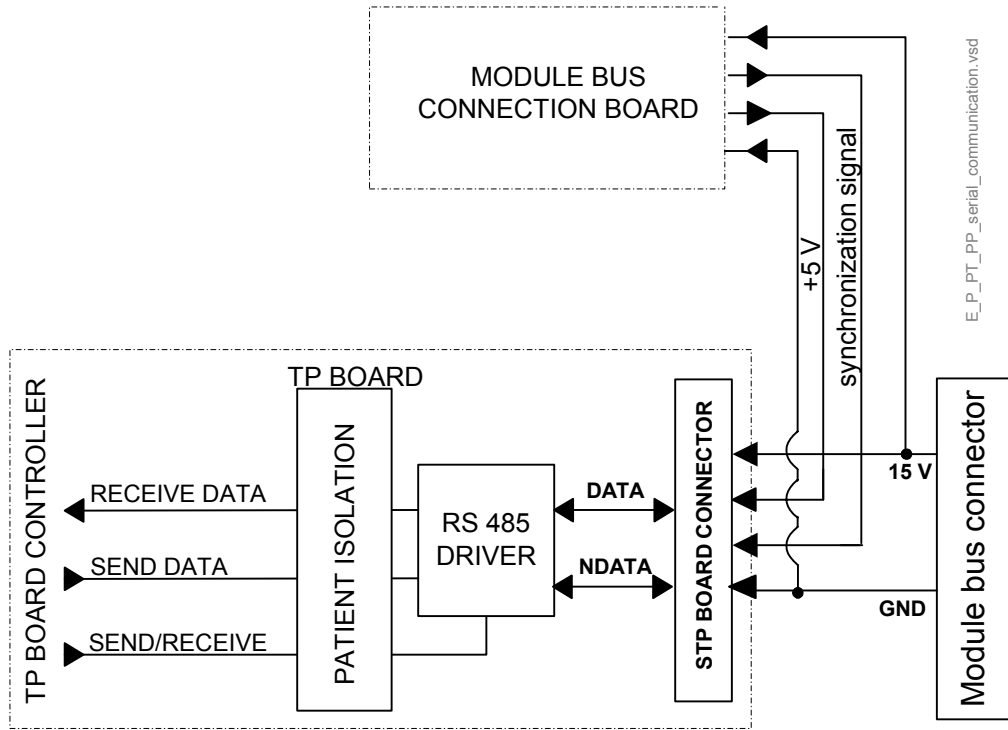 MODULE BUS
CONNECTION BOARD
E_P_PT_PP_serial_communication.vsd
+5 V
synchronization signal
TP BOARD
TP BOARD CONTROLLER
PATIENT ISOLATION
RECEIVE DATA
SEND DATA
SEND/RECEIVE
RS 485
DRIVER
DATA
NDATA
STP BOARD CONNECTOR
15 V
GND
Module bus connector